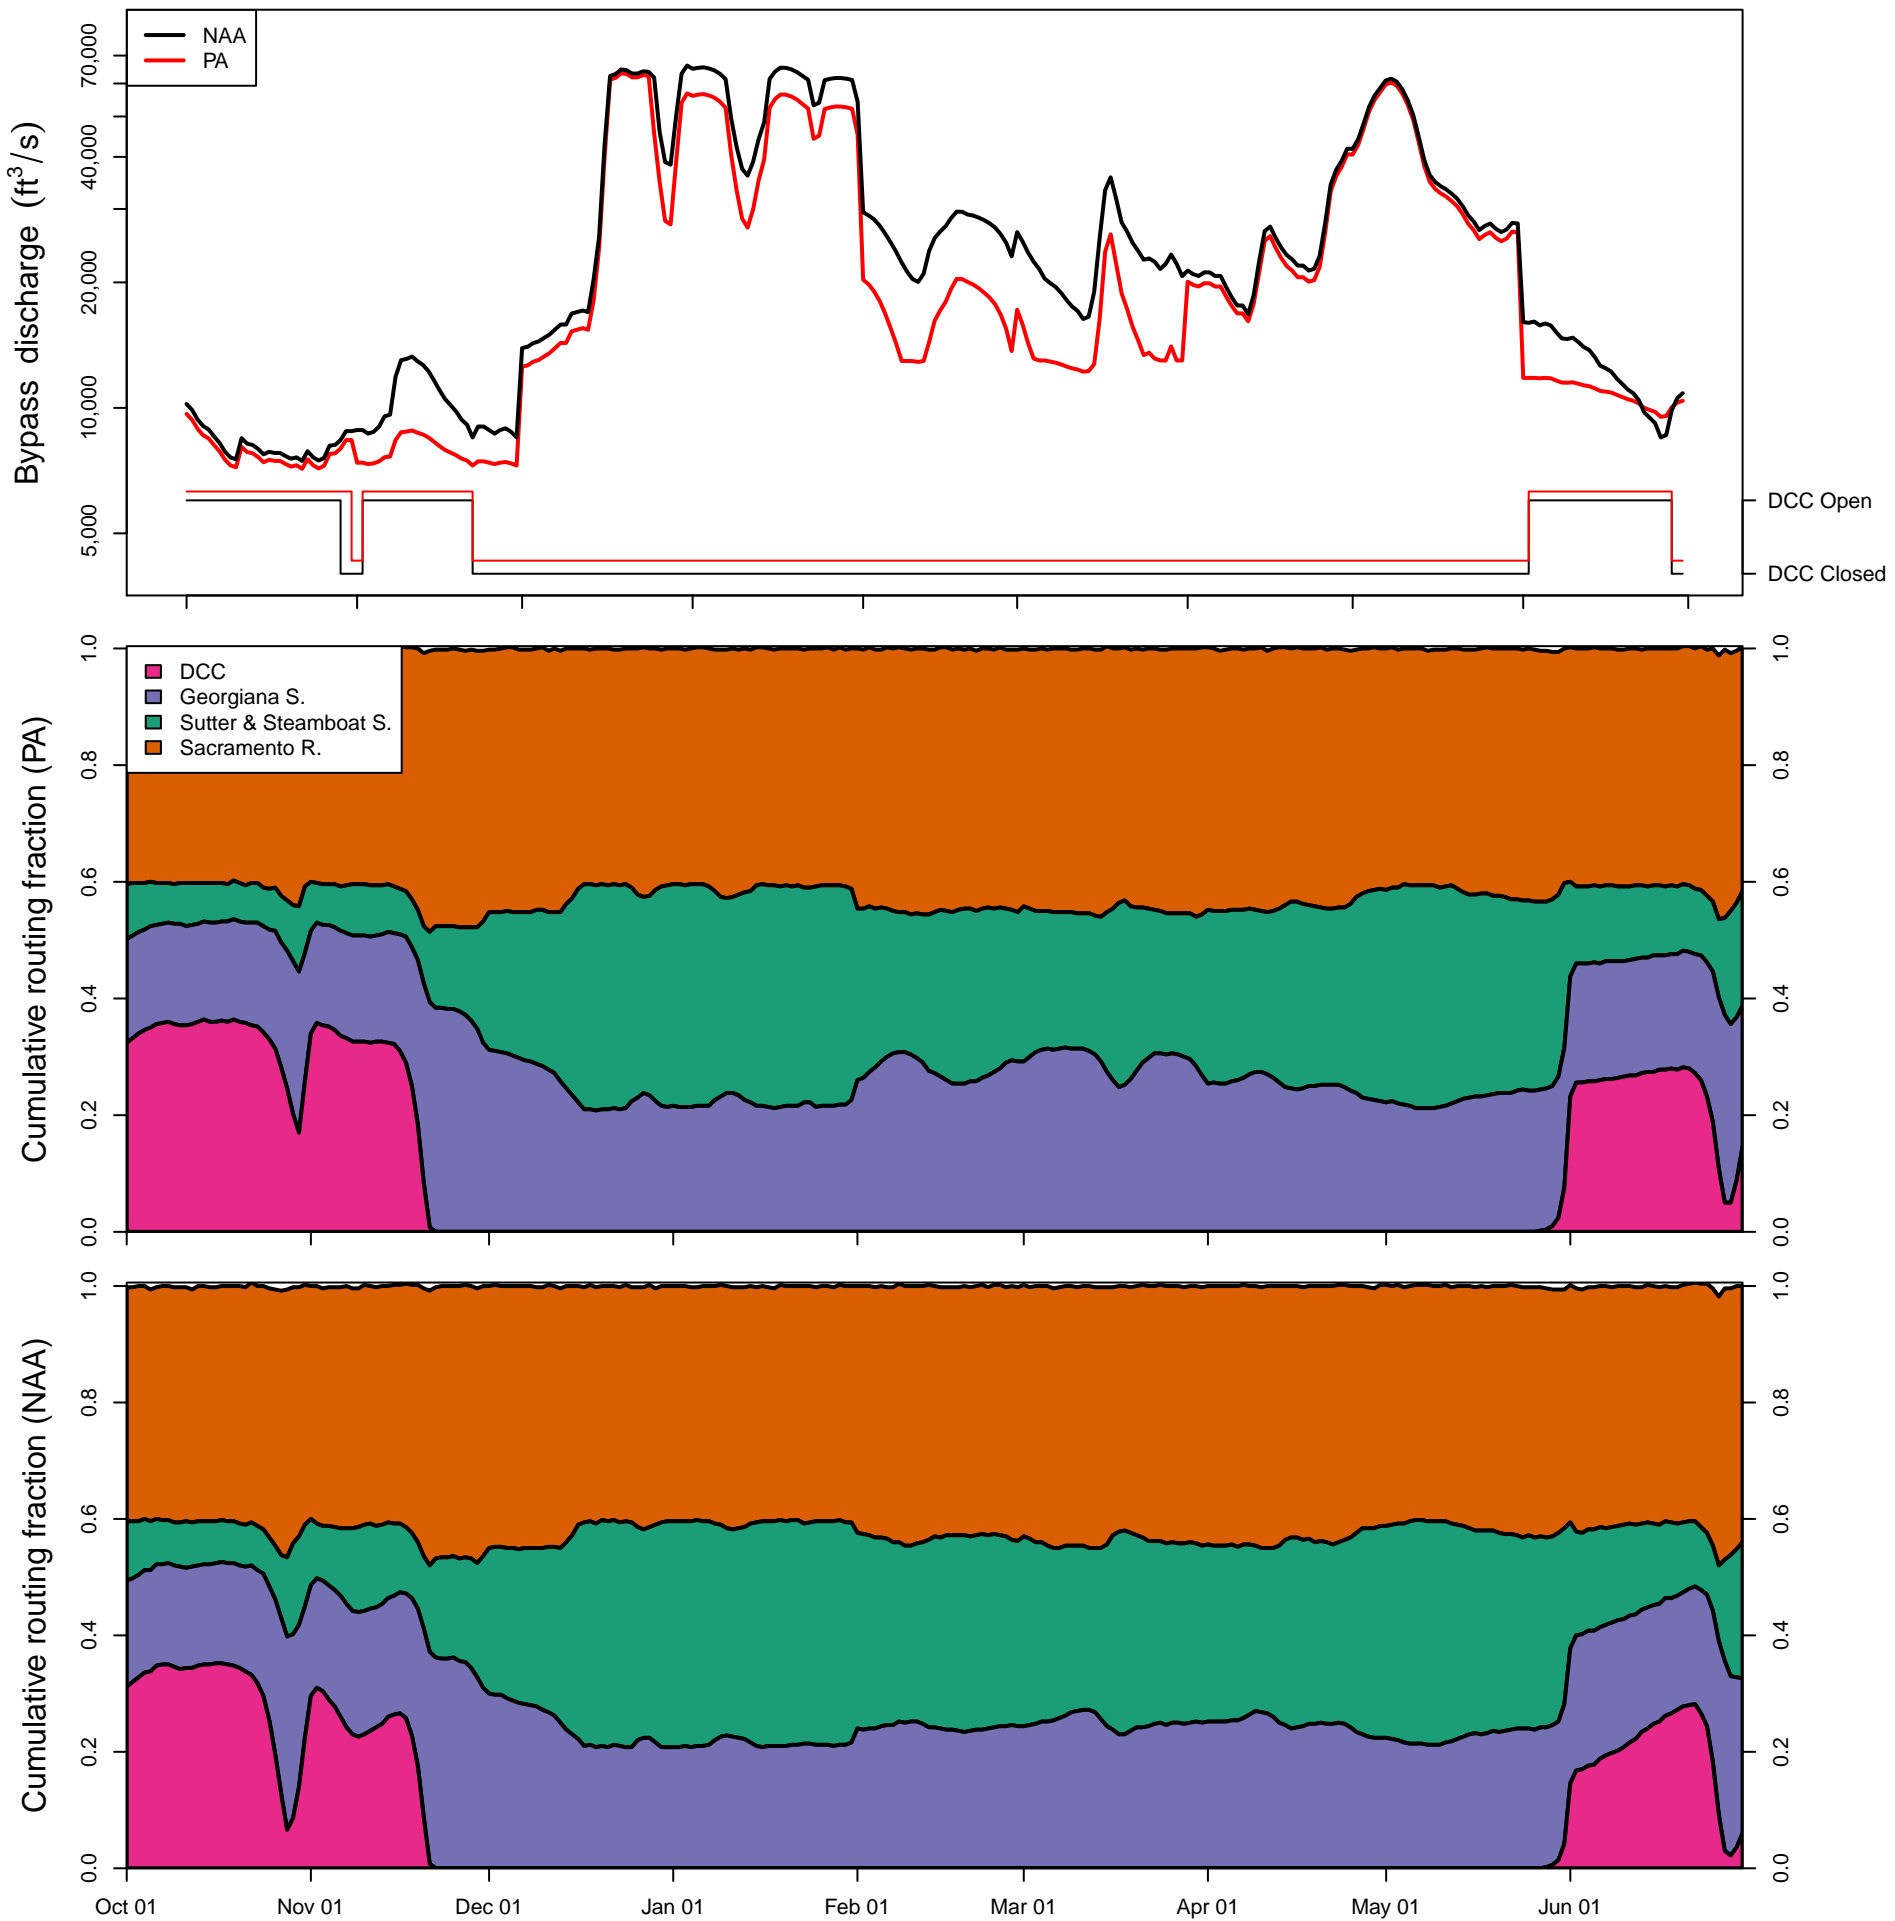 NAA
PA
Bypass discharge (ft³/s)
70,000
40,000
20,000
10,000
5,000
DCC Open
DCC Closed
DCC
Georgiana S.
Sutter & Steamboat S.
Sacramento R.
Cumulative routing fraction (PA)
1.0
0.8
0.6
0.4
0.2
0.0
1.0
0.8
0.6
0.4
0.2
0.0
Cumulative routing fraction (NAA)
1.0
0.8
0.6
0.4
0.2
0.0
1.0
0.8
0.6
0.4
0.2
0.0
Oct 01
Nov 01
Dec 01
Jan 01
Feb 01
Mar 01
Apr 01
May 01
Jun 01